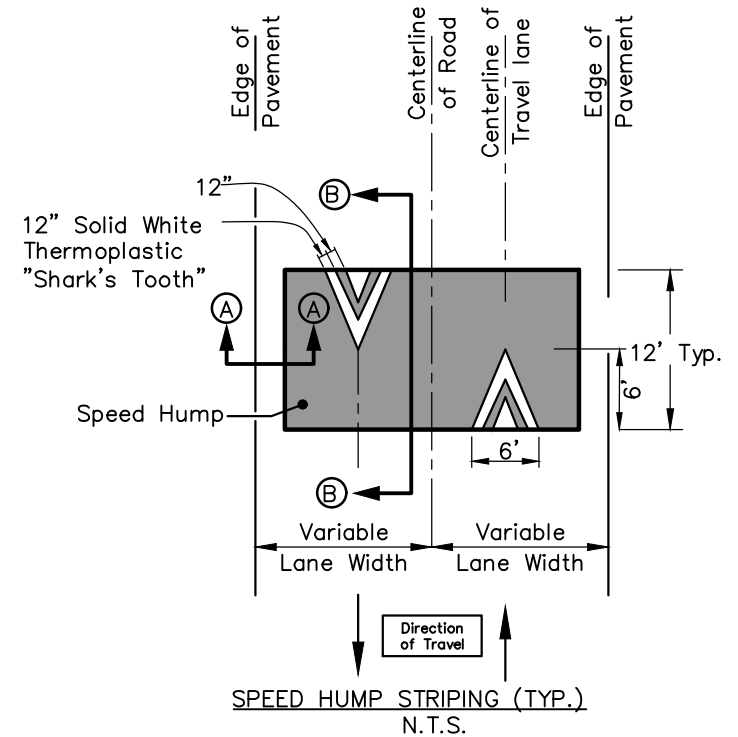 Edge of
Pavement
Centerline
of Road
Centerline of
Travel lane
Edge of
Pavement
12"
B
12" Solid White
Thermoplastic
"Shark's Tooth"
A
A
12' Typ.
6'
Speed Hump
6'
B
Variable
Lane Width
Variable
Lane Width
Direction
of Travel
SPEED HUMP STRIPING (TYP.)
N.T.S.